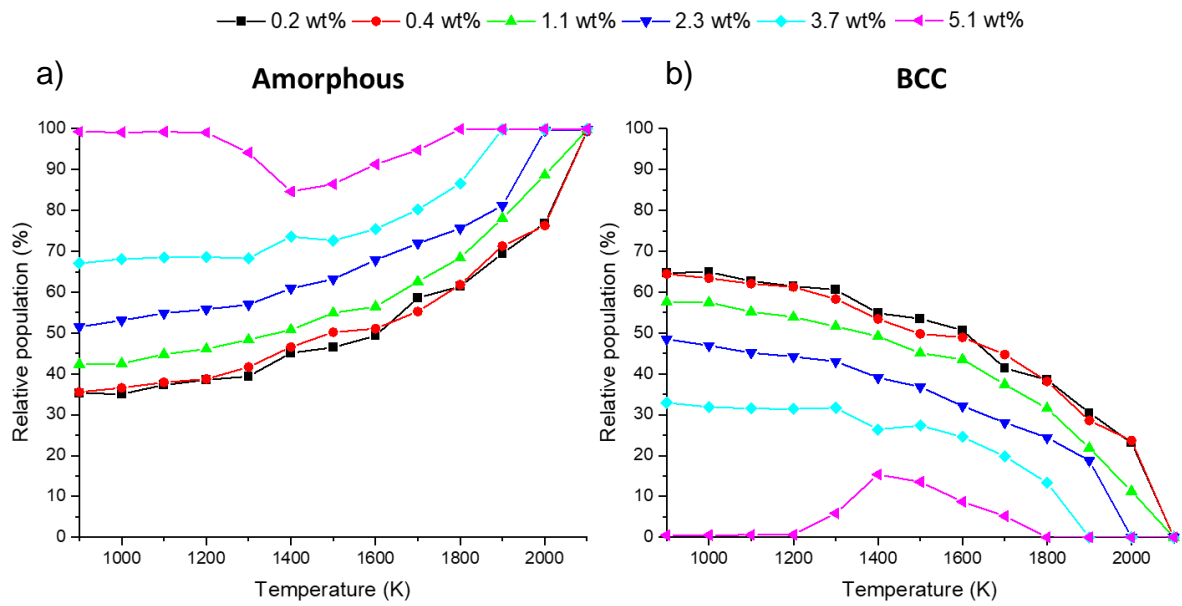 0.2 wt% 0.4 wt% 1.1 wt% 2.3 wt% 3.7 wt% 5.1 wt%
a) Amorphous
b) BCC
100
90
80
70
60
50
40
30
20
10
0
Relative population (%)
1000 1200 1400 1600 1800 2000
Temperature (K)
100
90
80
70
60
50
40
30
20
10
0
Relative population (%)
1000 1200 1400 1600 1800 2000
Temperature (K)